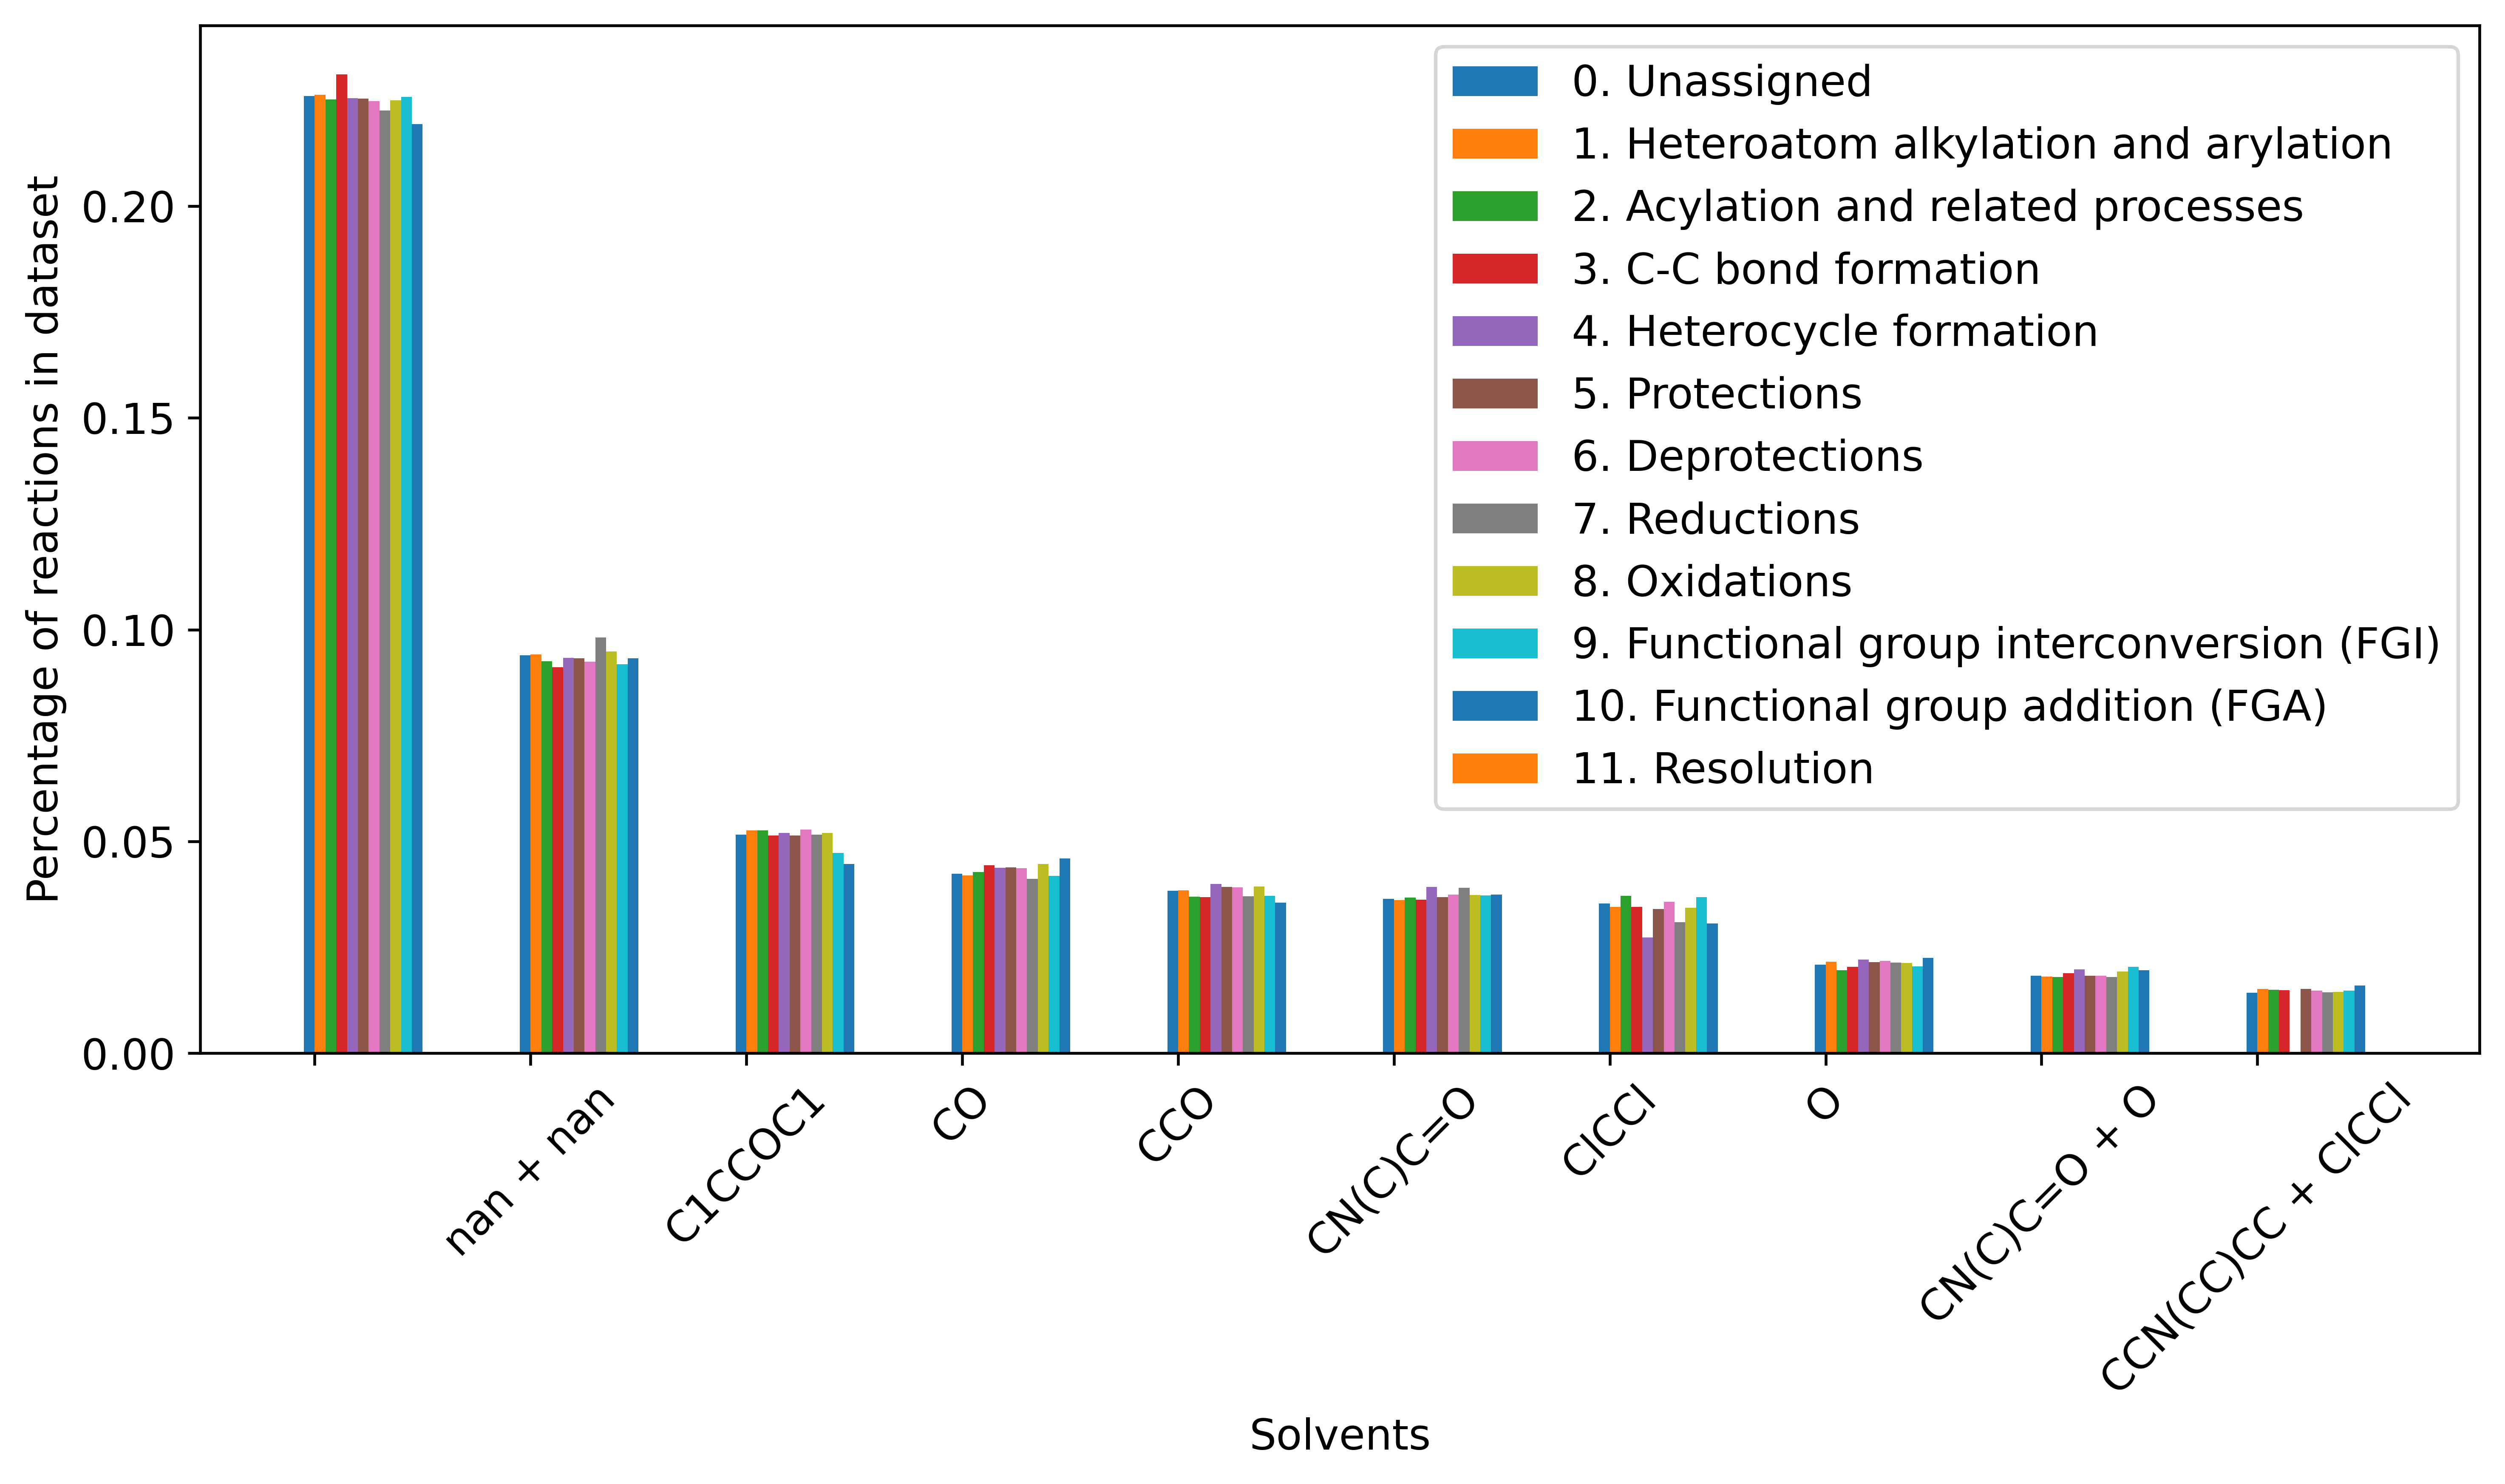 Percentage of reactions in dataset
0.20
0.15
0.10
0.05
0.00
0. Unassigned
1. Heteroatom alkylation and arylation
2. Acylation and related processes
3. C-C bond formation
4. Heterocycle formation
5. Protections
6. Deprotections
7. Reductions
8. Oxidations
9. Functional group interconversion (FGI)
10. Functional group addition (FGA)
11. Resolution
nan + nan
C1CCOC1
CO
CCO
CN(C)C=O
ClCCl
O
CN(C)C=O + O
CCN(CC)CC + ClCCl
Solvents